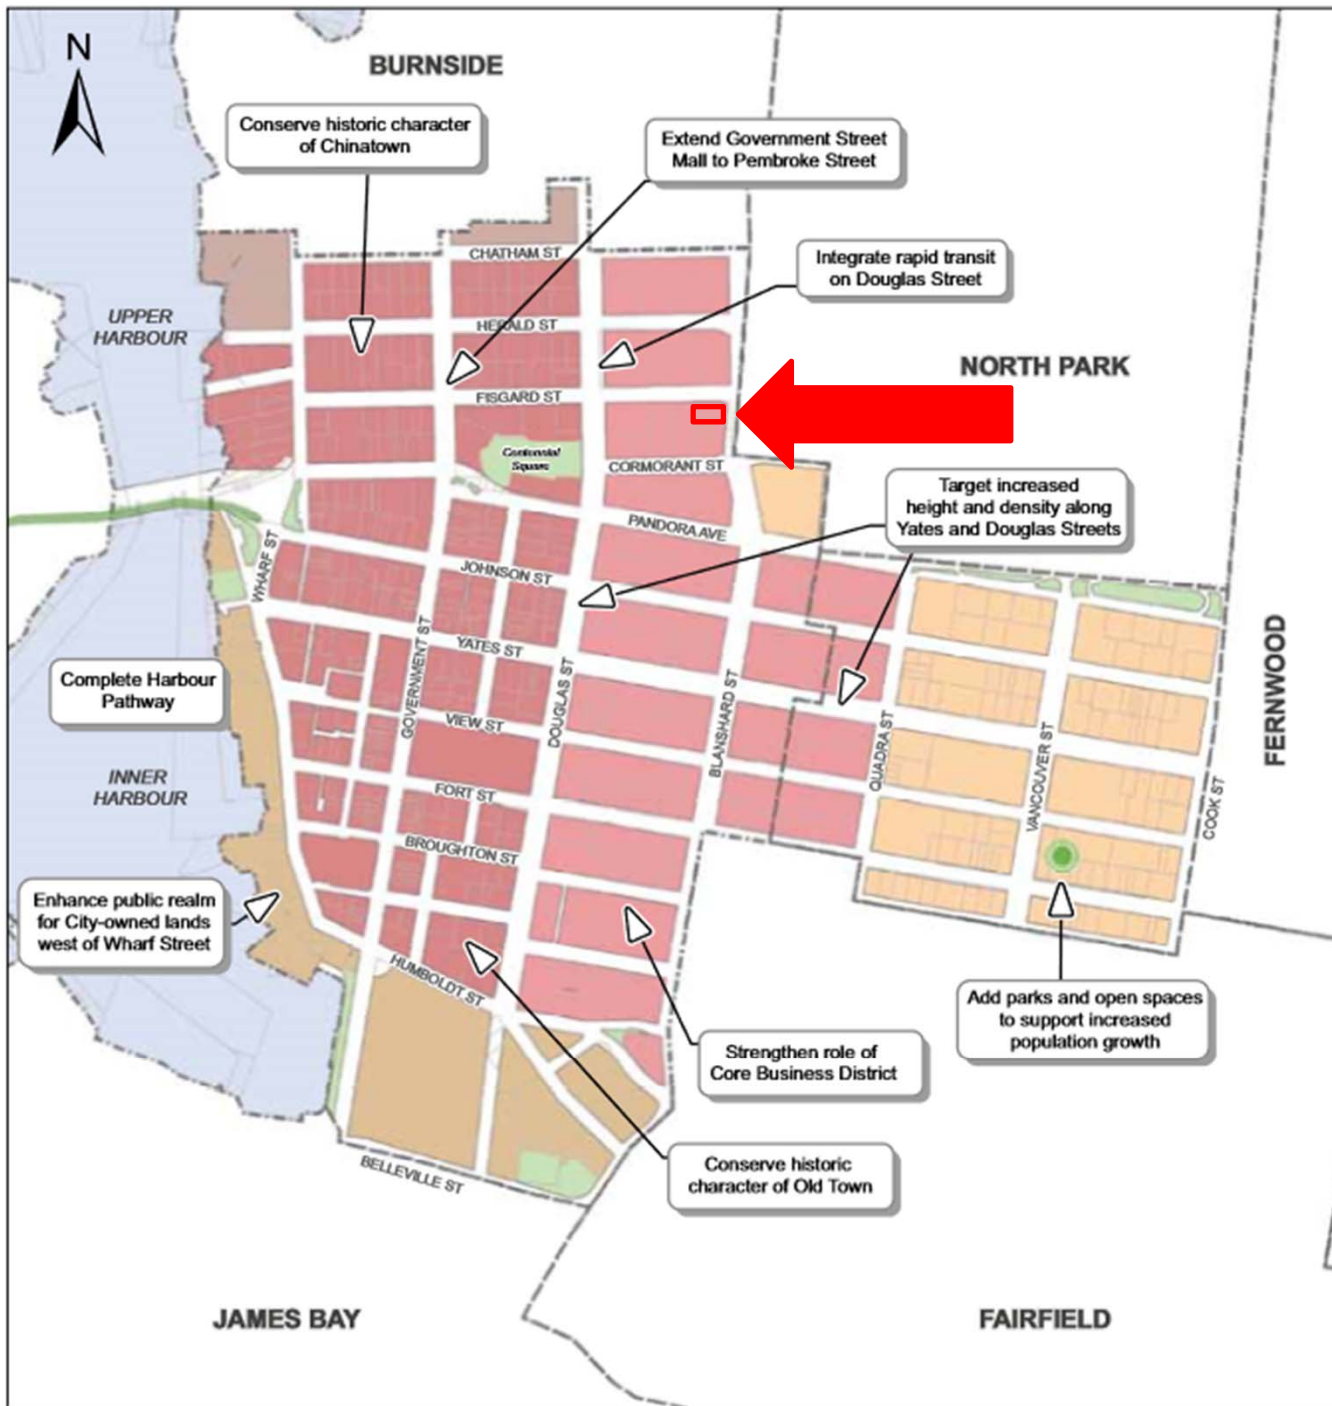 N
BURNSIDE
Conserve historic character
of Chinatown
Extend Government Street
Mall to Pembroke Street
Integrate rapid transit
on Douglas Street
CHATHAM ST
UPPER
HARBOUR
HERALD ST
NORTH PARK
FISGARD ST
Centennial
Square
CORMORANT ST
Target increased
height and density along
Yates and Douglas Streets
PANDORA AVE
WHARF ST
JOHNSON ST
YATES ST
GOVERNMENT ST
DOUGLAS ST
BLANSHARD ST
QUADRA ST
VANCOUVER ST
COOK ST
FERNWOOD
Complete Harbour
Pathway
VIEW ST
INNER
HARBOUR
FORT ST
BROUGHTON ST
Enhance public realm
for City-owned lands
west of Wharf Street
HUMBOLDT ST
Add parks and open spaces
to support increased
population growth
Strengthen role of
Core Business District
Conserve historic
character of Old Town
BELLEVILLE ST
JAMES BAY
FAIRFIELD